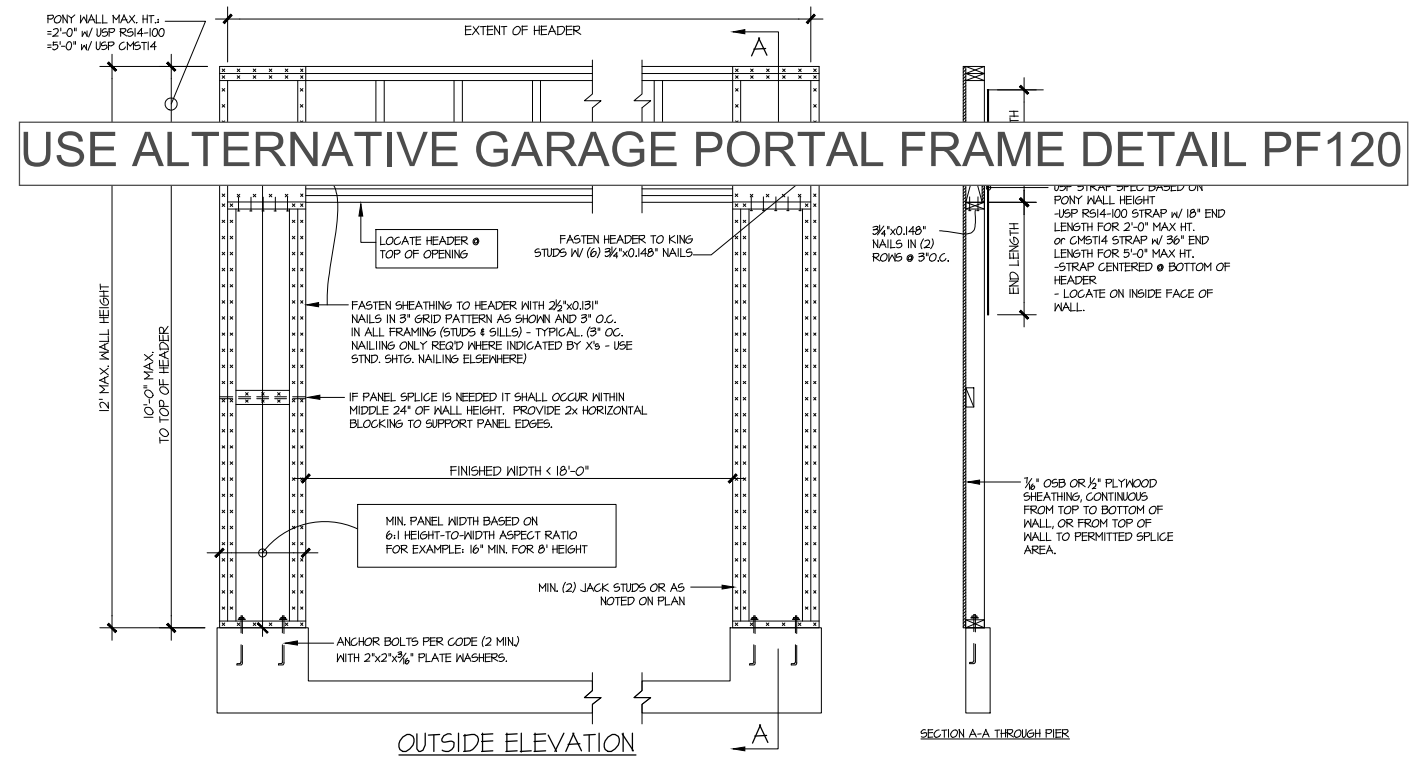 PONY WALL MAX. HT.:
=2'-0" W/ USP RS14-100
=5'-0" W/ USP CMST14
EXTENT OF HEADER
A
USE ALTERNATIVE GARAGE PORTAL FRAME DETAIL PF120
12' MAX. WALL HEIGHT
10'-0" MAX.
TO TOP OF HEADER
LOCATE HEADER @
TOP OF OPENING
FASTEN HEADER TO KING
STUDS W/ (6) 3¼"x0.148" NAILS
FASTEN SHEATHING TO HEADER WITH 2½"x0.131"
NAILS IN 3" GRID PATTERN AS SHOWN AND 3" O.C.
IN ALL FRAMING (STUDS & SILLS) - TYPICAL. (3" OC.
NAILIING ONLY REQ'D WHERE INDICATED BY X's - USE
STND. SHTG. NAILING ELSEWHERE)
IF PANEL SPLICE IS NEEDED IT SHALL OCCUR WITHIN
MIDDLE 24" OF WALL HEIGHT. PROVIDE 2x HORIZONTAL
BLOCKING TO SUPPORT PANEL EDGES.
FINISHED WIDTH < 18'-0"
MIN. PANEL WIDTH BASED ON
6:1 HEIGHT-TO-WIDTH ASPECT RATIO
FOR EXAMPLE: 16" MIN. FOR 8' HEIGHT
MIN. (2) JACK STUDS OR AS
NOTED ON PLAN
ANCHOR BOLTS PER CODE (2 MIN.)
WITH 2"x2"x3/16" PLATE WASHERS.
A
OUTSIDE ELEVATION
3¼"x0.148"
NAILS IN (2)
ROWS @ 3"O.C.
END LENGTH
USP STRAP SPEC BASED ON
PONY WALL HEIGHT
-USP RS14-100 STRAP W/ 18" END
LENGTH FOR 2'-0" MAX HT.
or CMST14 STRAP W/ 36" END
LENGTH FOR 5'-0" MAX HT.
-STRAP CENTERED @ BOTTOM OF
HEADER
- LOCATE ON INSIDE FACE OF
WALL.
7/16" OSB OR ½" PLYWOOD
SHEATHING, CONTINUOUS
FROM TOP TO BOTTOM OF
WALL, OR FROM TOP OF
WALL TO PERMITTED SPLICE
AREA.
SECTION A-A THROUGH PIER